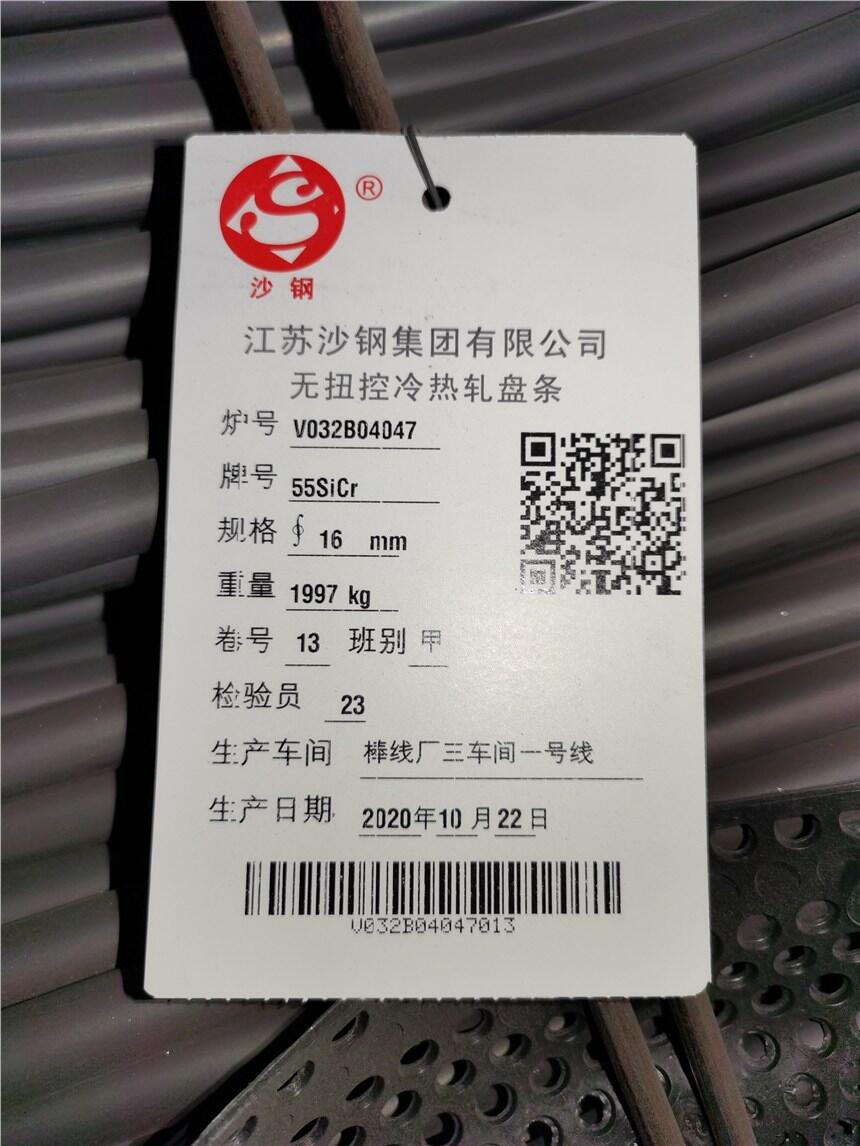 ®
沙钢
江苏沙钢集团有限公司
无扭控冷热轧盘条
炉号 V032B04047
牌号 55SiCr
规格 ∮ 16 mm
重量 1997 kg
卷号 13 班别 甲
检验员 23
生产车间 棒线厂三车间一号线
生产日期 2020年10月22日
V032B04047013